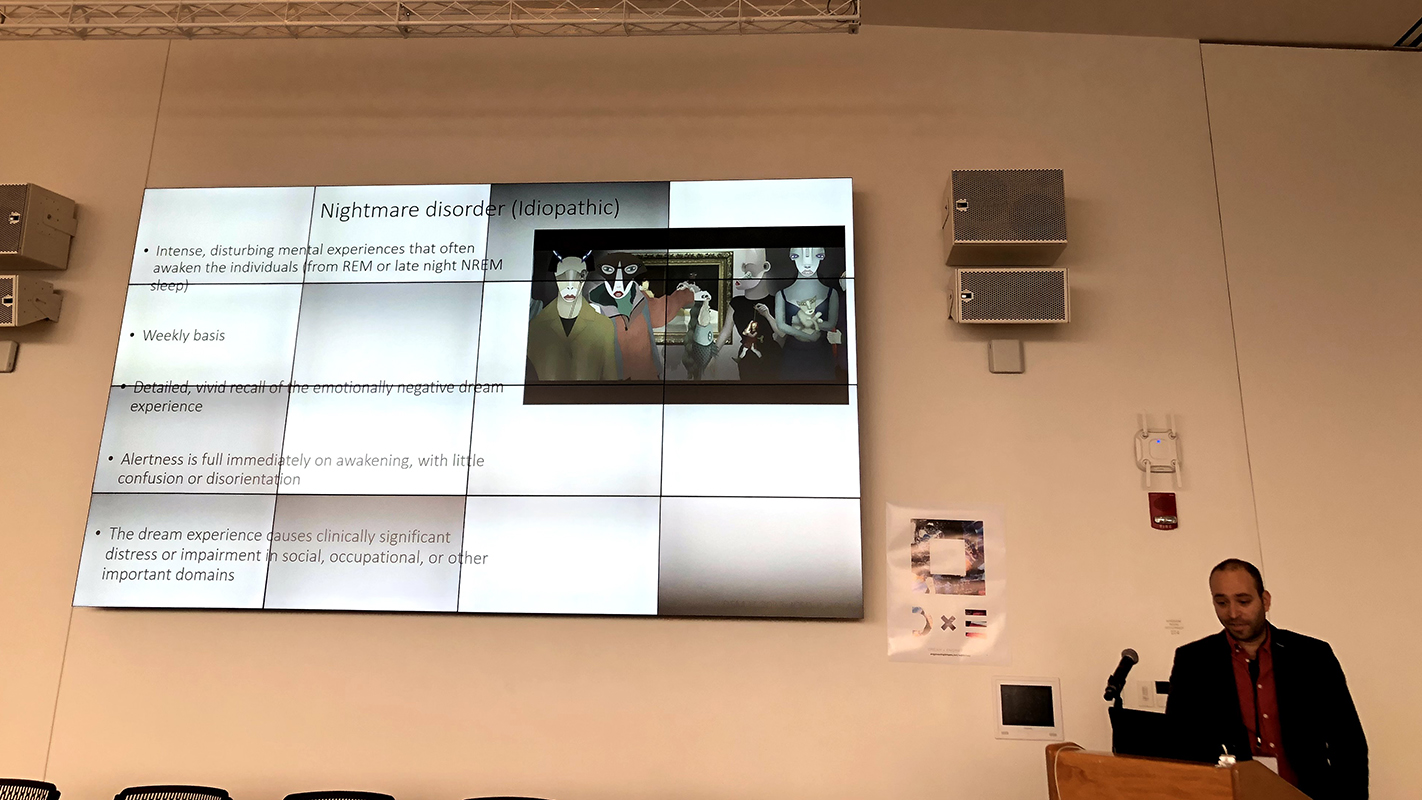 Nightmare disorder (Idiopathic)
• Intense, disturbing mental experiences that often
awaken the individuals (from REM or late night NREM
sleep)
• Weekly basis
• Detailed, vivid recall of the emotionally negative dream
experience
• Alertness is full immediately on awakening, with little
confusion or disorientation
• The dream experience causes clinically significant
distress or impairment in social, occupational, or other
important domains